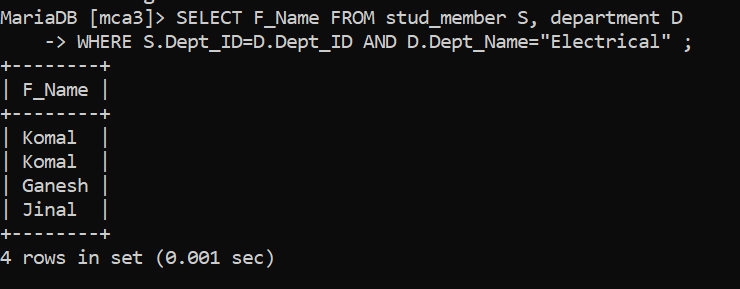 MariaDB [mca3]> SELECT F_Name FROM stud_member S, department D
    -> WHERE S.Dept_ID=D.Dept_ID AND D.Dept_Name="Electrical" ;
+--------+
| F_Name |
+--------+
| Komal  |
| Komal  |
| Ganesh |
| Jinal  |
+--------+
4 rows in set (0.001 sec)